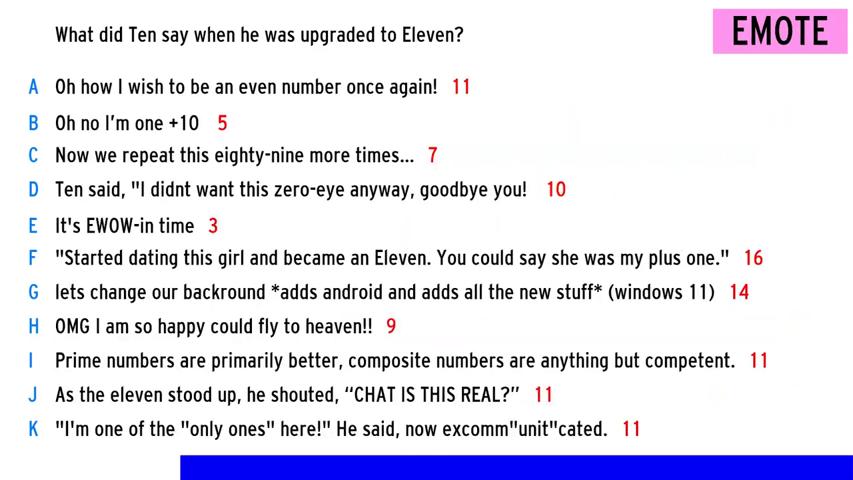 What did Ten say when he was upgraded to Eleven?
EMOTE
A Oh how I wish to be an even number once again! 11
B Oh no I'm one +10 5
C Now we repeat this eighty-nine more times... 7
D Ten said, "I didnt want this zero-eye anyway, goodbye you! 10
E It's EWOW-in time 3
F "Started dating this girl and became an Eleven. You could say she was my plus one." 16
G lets change our backround *adds android and adds all the new stuff* (windows 11) 14
H OMG I am so happy could fly to heaven!! 9
I Prime numbers are primarily better, composite numbers are anything but competent. 11
J As the eleven stood up, he shouted, “CHAT IS THIS REAL?” 11
K "I'm one of the "only ones" here!" He said, now excomm"unit"cated. 11